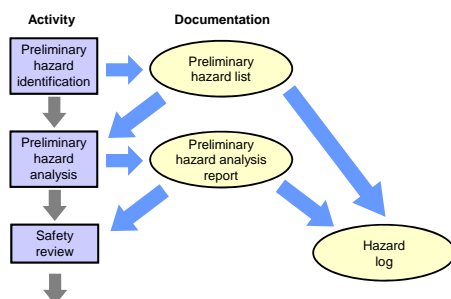 Activity
Documentation
Preliminary
hazard
identification
Preliminary
hazard list
Preliminary
hazard
analysis
Preliminary
hazard analysis
report
Safety
review
Hazard
log